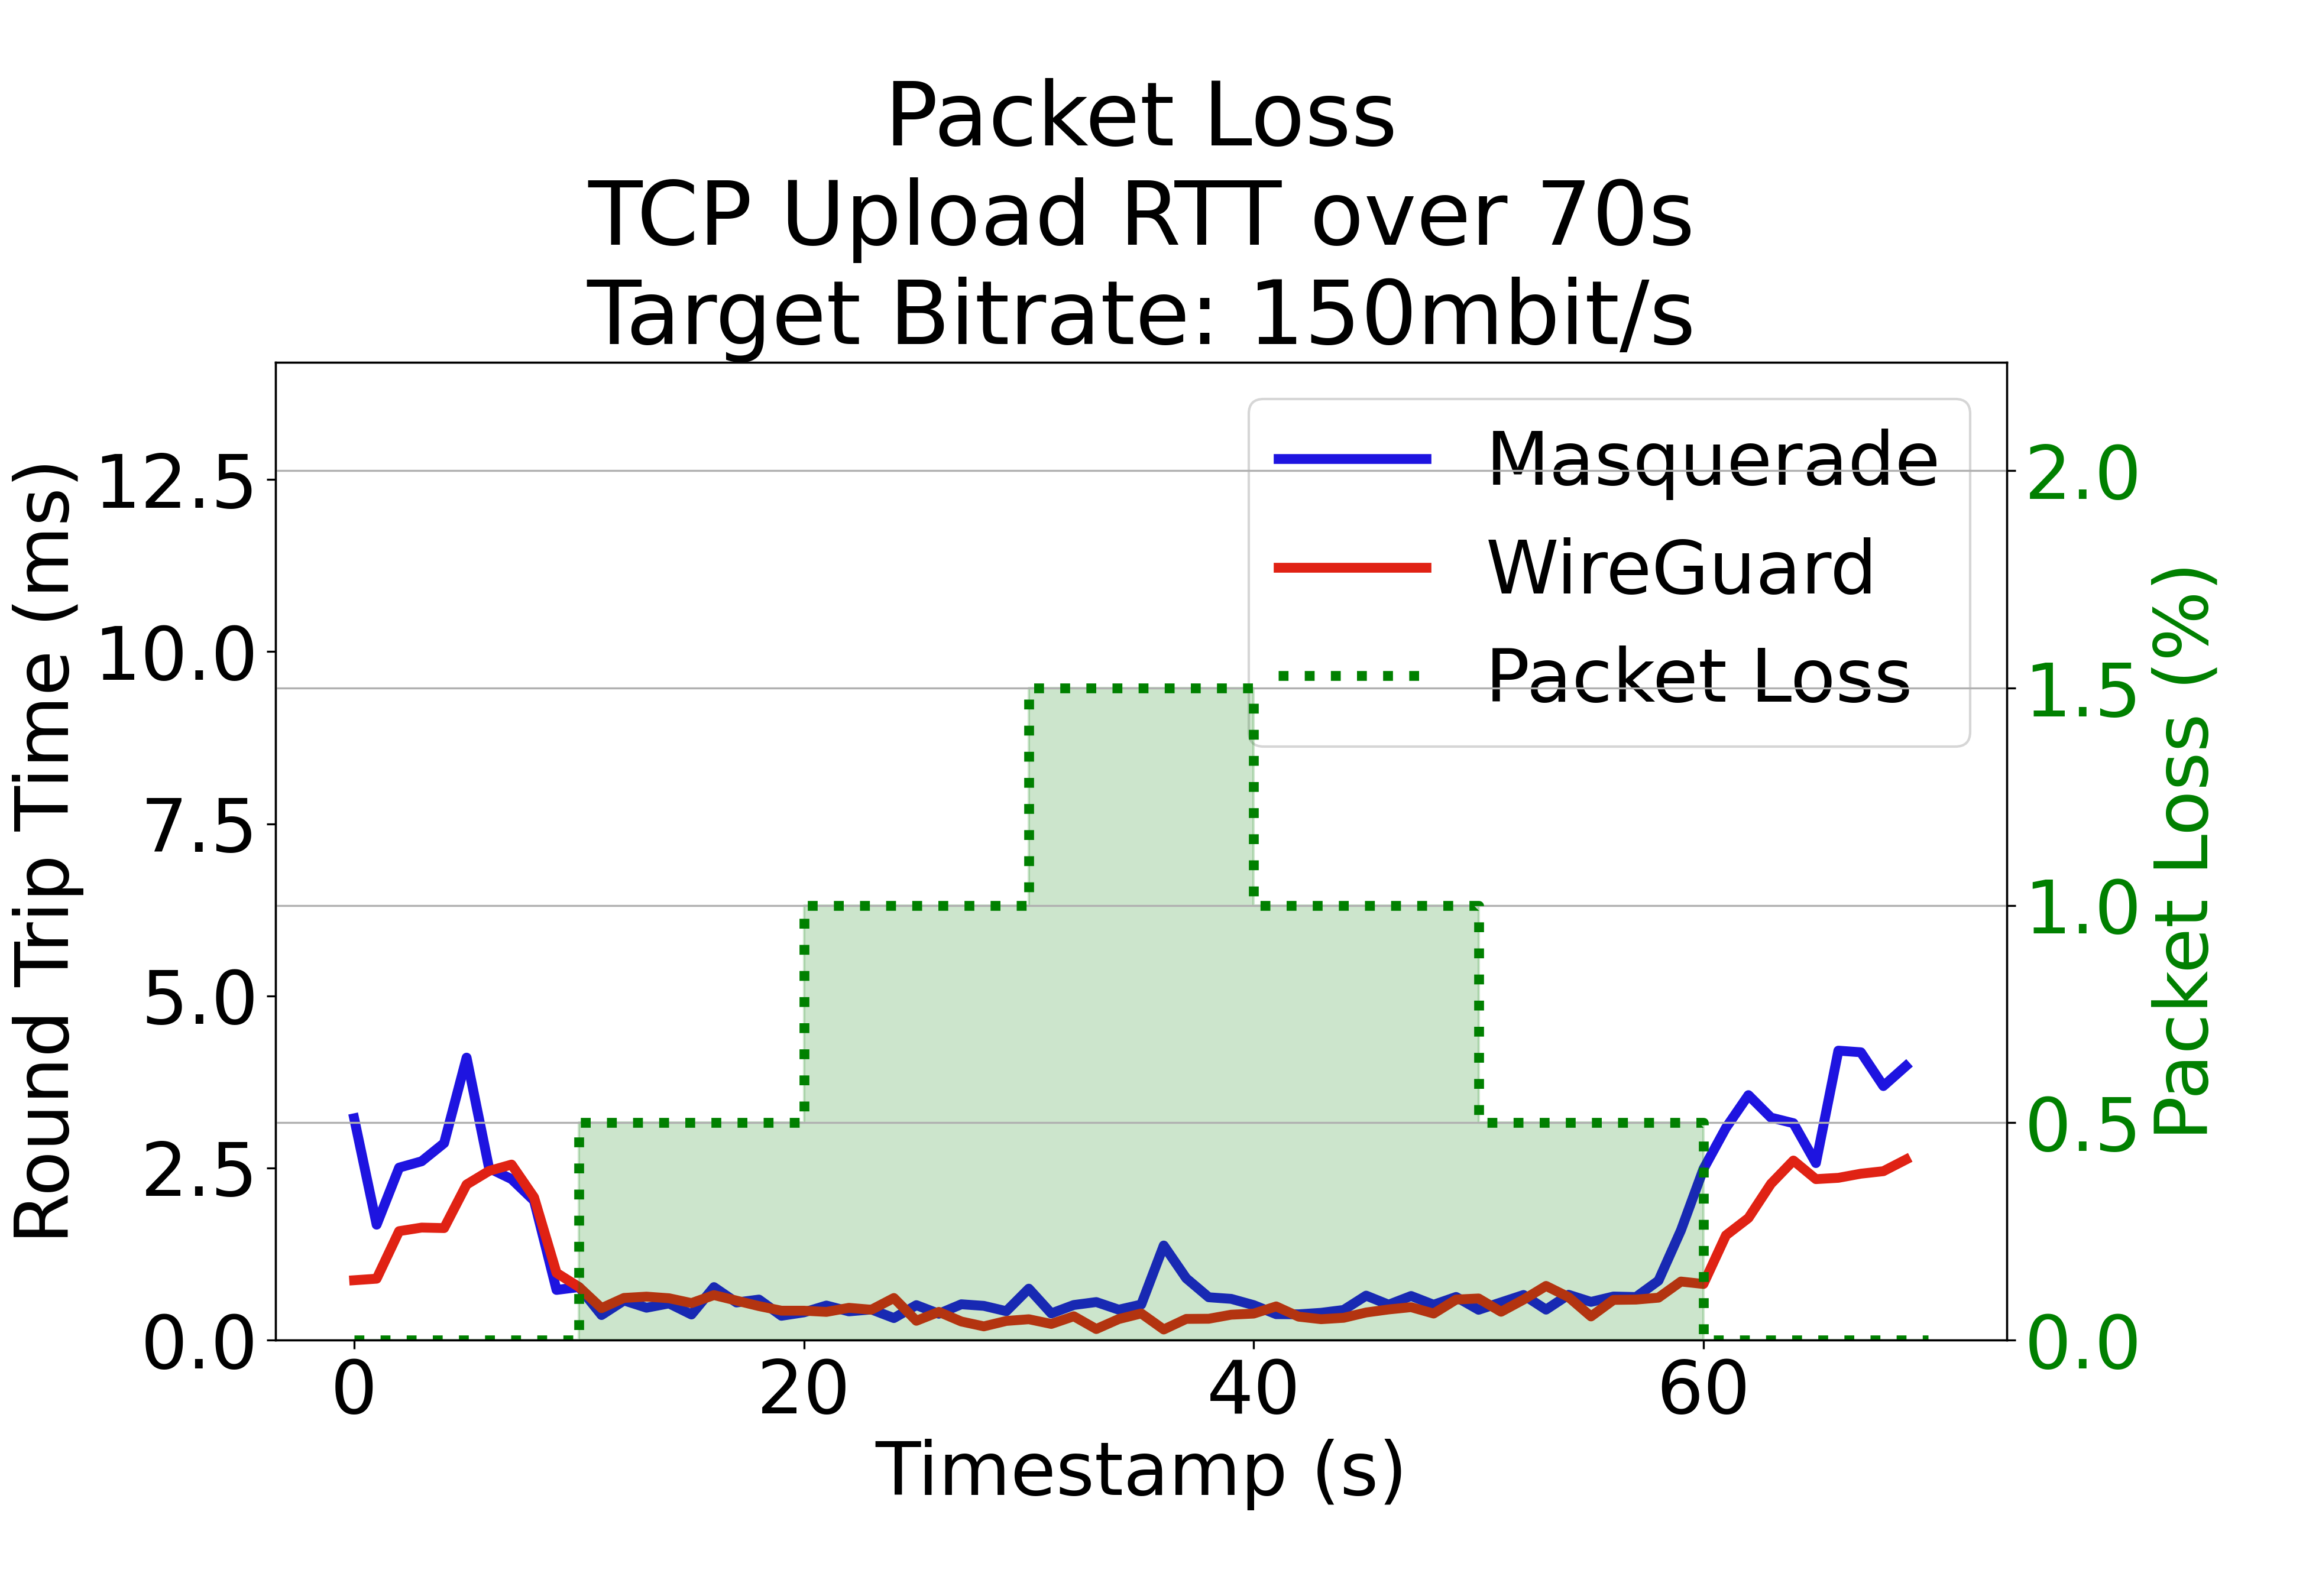 Packet Loss
TCP Upload RTT over 70s
Target Bitrate: 150mbit/s
Round Trip Time (ms)
12.5
10.0
7.5
5.0
2.5
0.0
Masquerade
WireGuard
Packet Loss
2.0
1.5
1.0
0.5
0.0
Packet Loss (%)
0 20 40 60
Timestamp (s)